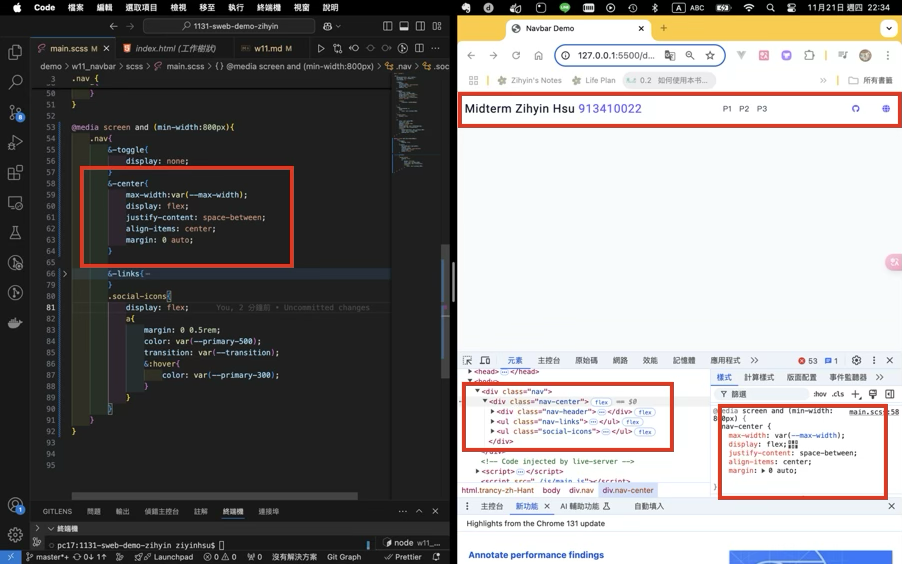 Code 檔案 編輯 選取項目 檢視 移至 執行 終端機 視窗 說明
ABC 11月21日 週四 22:34
1131-sweb-demo-zihyin
main.scss M
index.html (工作樹狀)
w11.md M
demo > w11_navbar > scss > main.scss > {} @media screen and (min-width:800px) > .nav > .soc
3 .nav {
50 }
51 }
52
53 @media screen and (min-width:800px){
54 .nav{
55 &-toggle{
56 display: none;
57 }
58 &-center{
59 max-width:var(--max-width);
60 display: flex;
61 justify-content: space-between;
62 align-items: center;
63 margin: 0 auto;
64 }
65
66 &-links{
79 }
80 .social-icons{
81 display: flex; You, 2 分鐘前 • Uncommitted changes
82 a{
83 margin: 0 0.5rem;
84 color: var(--primary-500);
85 transition: var(--transition);
86 &:hover{
87 color: var(--primary-300);
88 }
89 }
90 }
91 }
92 }
93
94
95
GITLENS 問題 輸出 偵錯主控台 註解 終端機 連接埠
終端機
pc17:1131-sweb-demo-zihyin ziyinhsu$
node w11_...
master*+ 0↓ 1↑ Launchpad 0 0 0 沒有解決方案 Git Graph Prettier
Navbar Demo
127.0.0.1:5500/d...
Zihyin's Notes Life Plan 0.2 如何使用本書... 所有書籤
Midterm Zihyin Hsu 913410022 P1 P2 P3
元素 主控台 原始碼 網路 效能 記憶體 應用程式 53 1
<head> </head>
<body>
<div class="nav">
<div class="nav-center"> flex == $0
<div class="nav-header"> </div> flex
<ul class="nav-links"> </ul> flex
<ul class="social-icons"> </ul> flex
</div>
</div>
<!-- Code injected by live-server -->
<script> </script>
<script src="./js/main.js"></script>
html.trancy-zh-Hant body div.nav div.nav-center
樣式 計算樣式 版面配置 事件監聽器
篩選 :hov .cls
@media screen and (min-width: 800px) {
main.scss:58
.nav-center {
max-width: var(--max-width);
display: flex;
justify-content: space-between;
align-items: center;
margin: 0 auto;
}
主控台 新功能 AI 輔助功能 自動填入
Highlights from the Chrome 131 update
Annotate performance findings